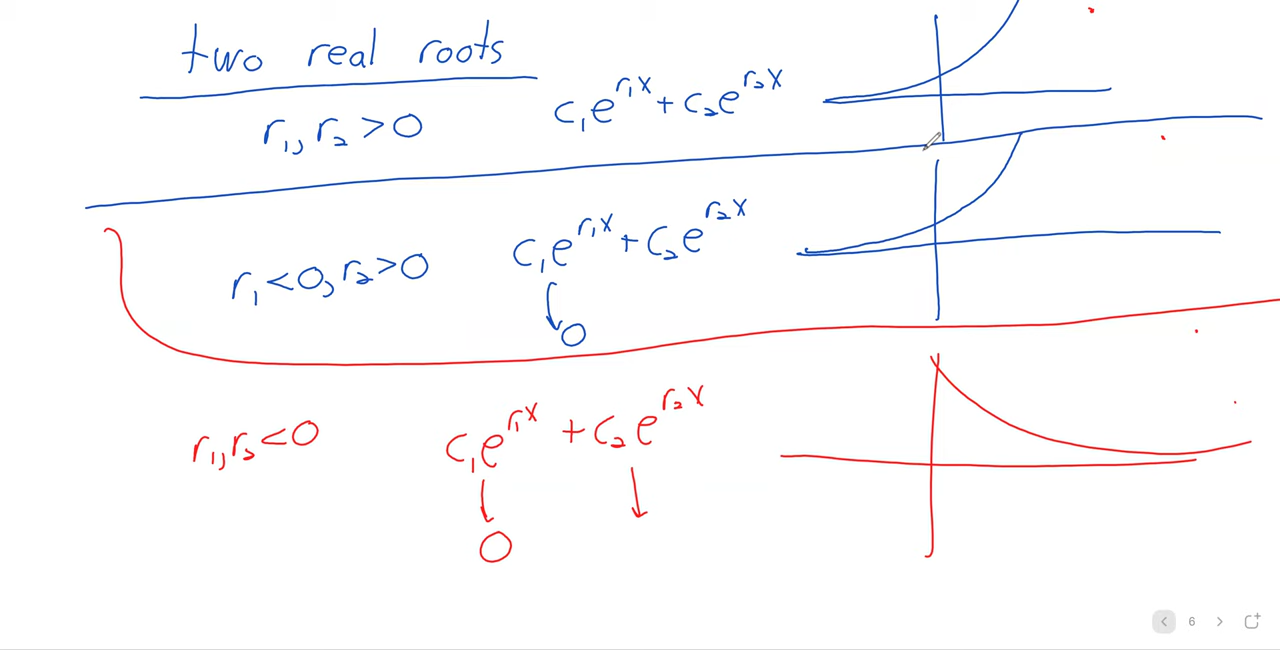 two real roots
r₁, r₂ > 0 c₁e^{r₁x} + c₂e^{r₂x}
r₁ < 0, r₂ > 0 c₁e^{r₁x} + c₂e^{r₂x}
0
r₁, r₂ < 0 c₁e^{r₁x} + c₂e^{r₂x}
0
6